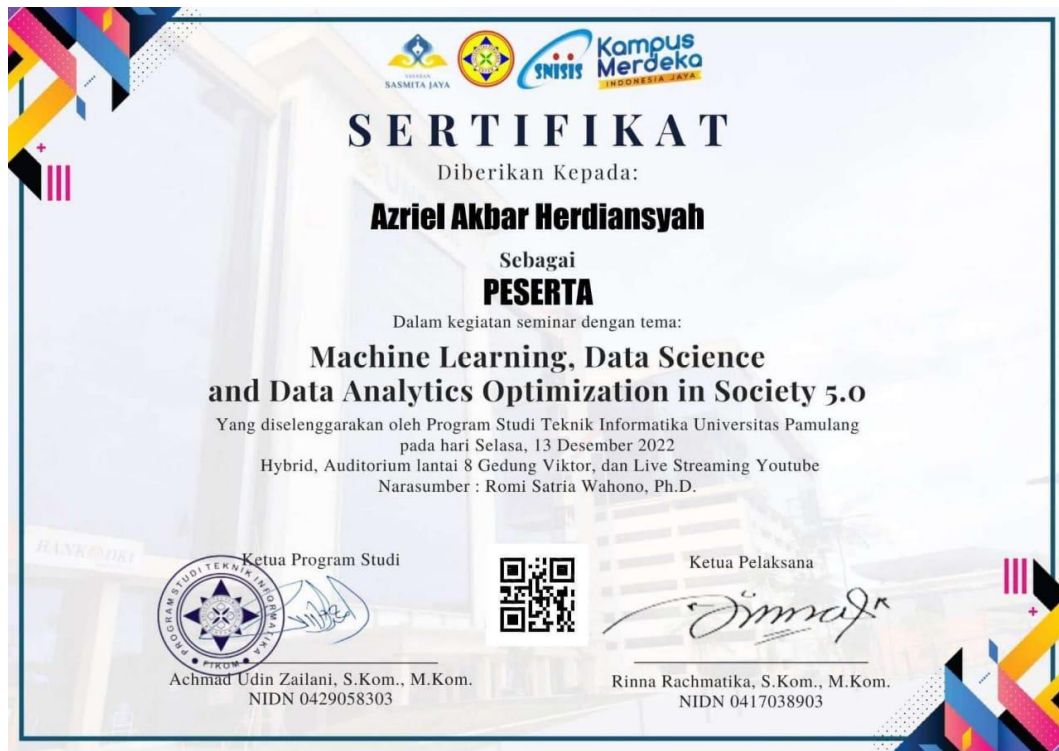 YAYASAN
SASMITA JAYA
SNISIS
Kampus
Merdeka
INDONESIA JAYA
SERTIFIKAT
Diberikan Kepada:
Azriel Akbar Herdiansyah
Sebagai
PESERTA
Dalam kegiatan seminar dengan tema:
Machine Learning, Data Science
and Data Analytics Optimization in Society 5.0
Yang diselenggarakan oleh Program Studi Teknik Informatika Universitas Pamulang
pada hari Selasa, 13 Desember 2022
Hybrid, Auditorium lantai 8 Gedung Viktor, dan Live Streaming Youtube
Narasumber : Romi Satria Wahono, Ph.D.
BANK DKI
Ketua Program Studi
PROGRAM STUDI TEKNIK INFORMATIKA
FIKOM
Achmad Udin Zailani, S.Kom., M.Kom.
NIDN 0429058303
Ketua Pelaksana
Rinna Rachmatika, S.Kom., M.Kom.
NIDN 0417038903